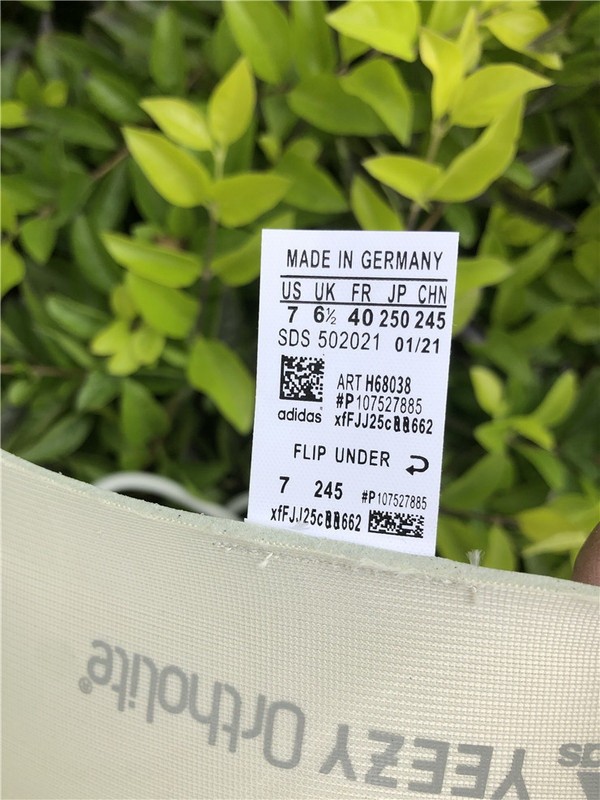 MADE IN GERMANY
US UK FR JP CHN
7 6½ 40 250 245
SDS 502021 01/21
ART H68038
#P107527885
adidas
FLIP UNDER
7 245 #P107527885
Ortholite®
YEEZY